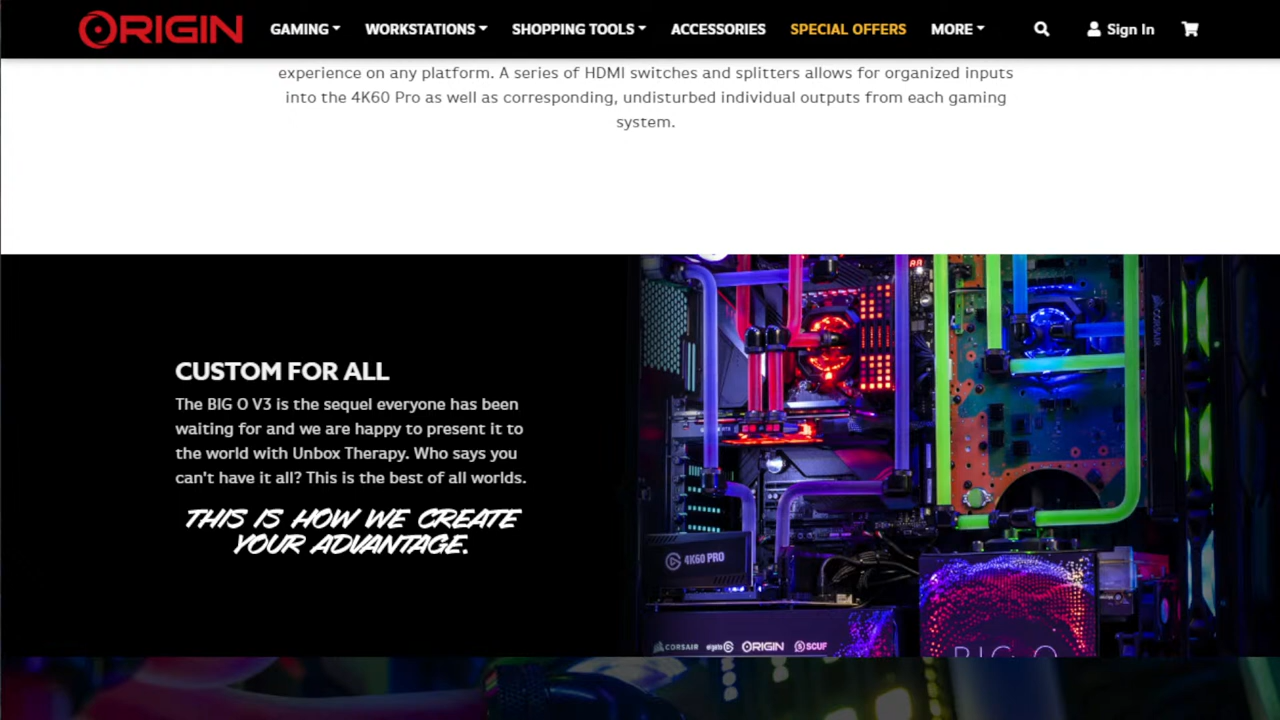 ORIGIN GAMING WORKSTATIONS SHOPPING TOOLS ACCESSORIES SPECIAL OFFERS MORE Sign In
experience on any platform. A series of HDMI switches and splitters allows for organized inputs
into the 4K60 Pro as well as corresponding, undisturbed individual outputs from each gaming
system.
CUSTOM FOR ALL
The BIG O V3 is the sequel everyone has been
waiting for and we are happy to present it to
the world with Unbox Therapy. Who says you
can't have it all? This is the best of all worlds.
THIS IS HOW WE CREATE
YOUR ADVANTAGE.
CORSAIR
4K60 PRO
CORSAIR elgato ORIGIN SCUF
BIG O